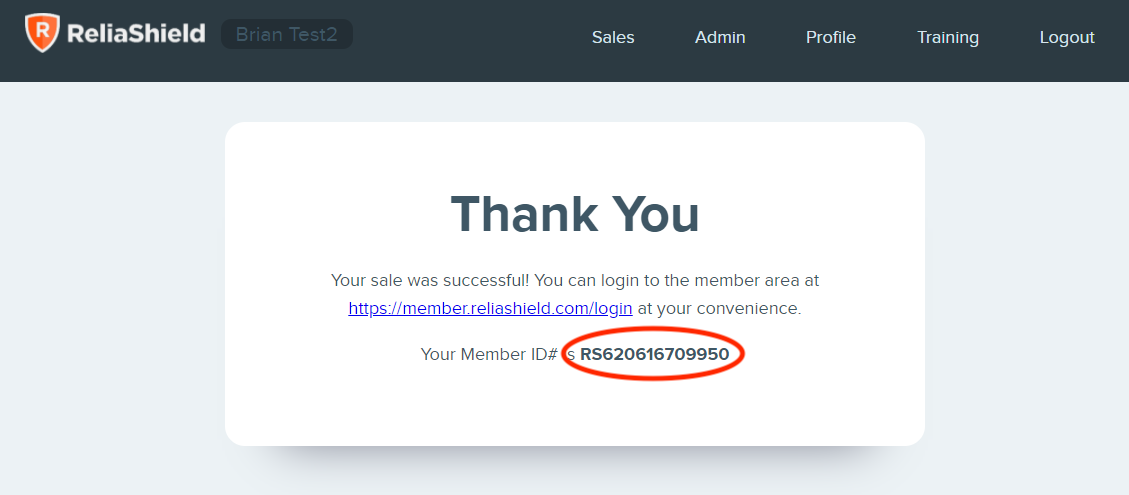 ReliaShield Brian Test2 Sales Admin Profile Training Logout
Thank You
Your sale was successful! You can login to the member area at
https://member.reliashield.com/login at your convenience.
Your Member ID# is RS620616709950